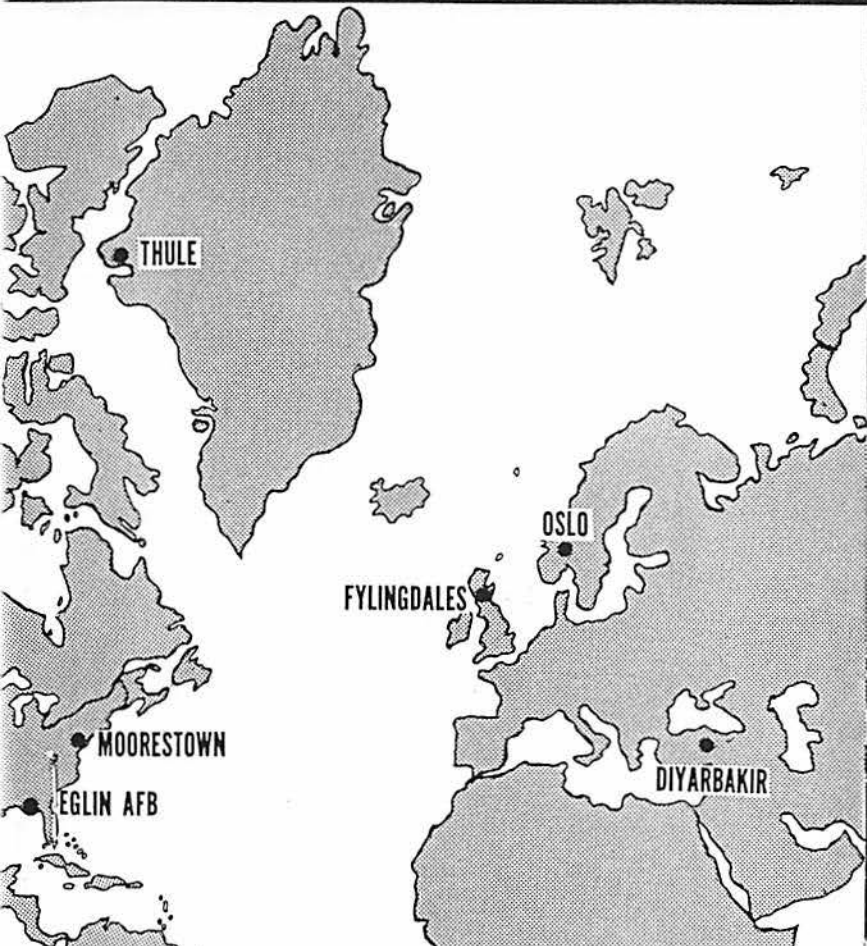 THULE
OSLO
FYLINGDALES
MOORESTOWN
DIYARBAKIR
EGLIN AFB